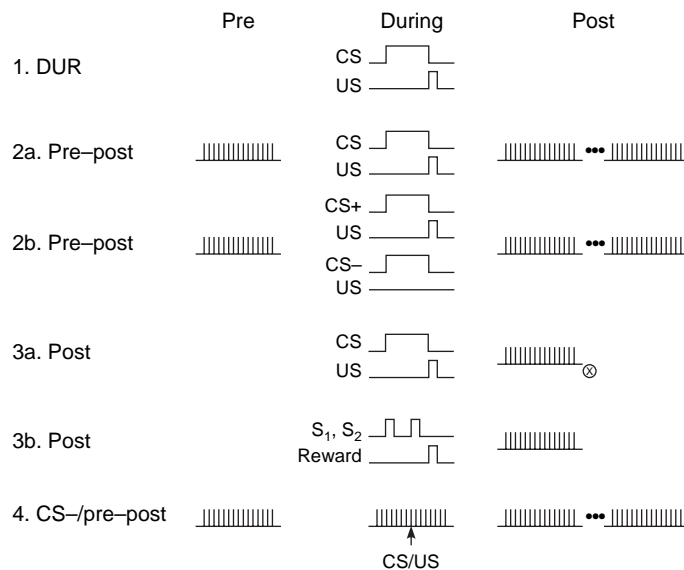 Pre During Post
1. DUR
CS
US
2a. Pre–post
CS
US
•••
2b. Pre–post
CS+
US
•••
CS–
US
3a. Post
CS
US
X
3b. Post
S₁, S₂
Reward
4. CS–/pre–post
•••
CS/US